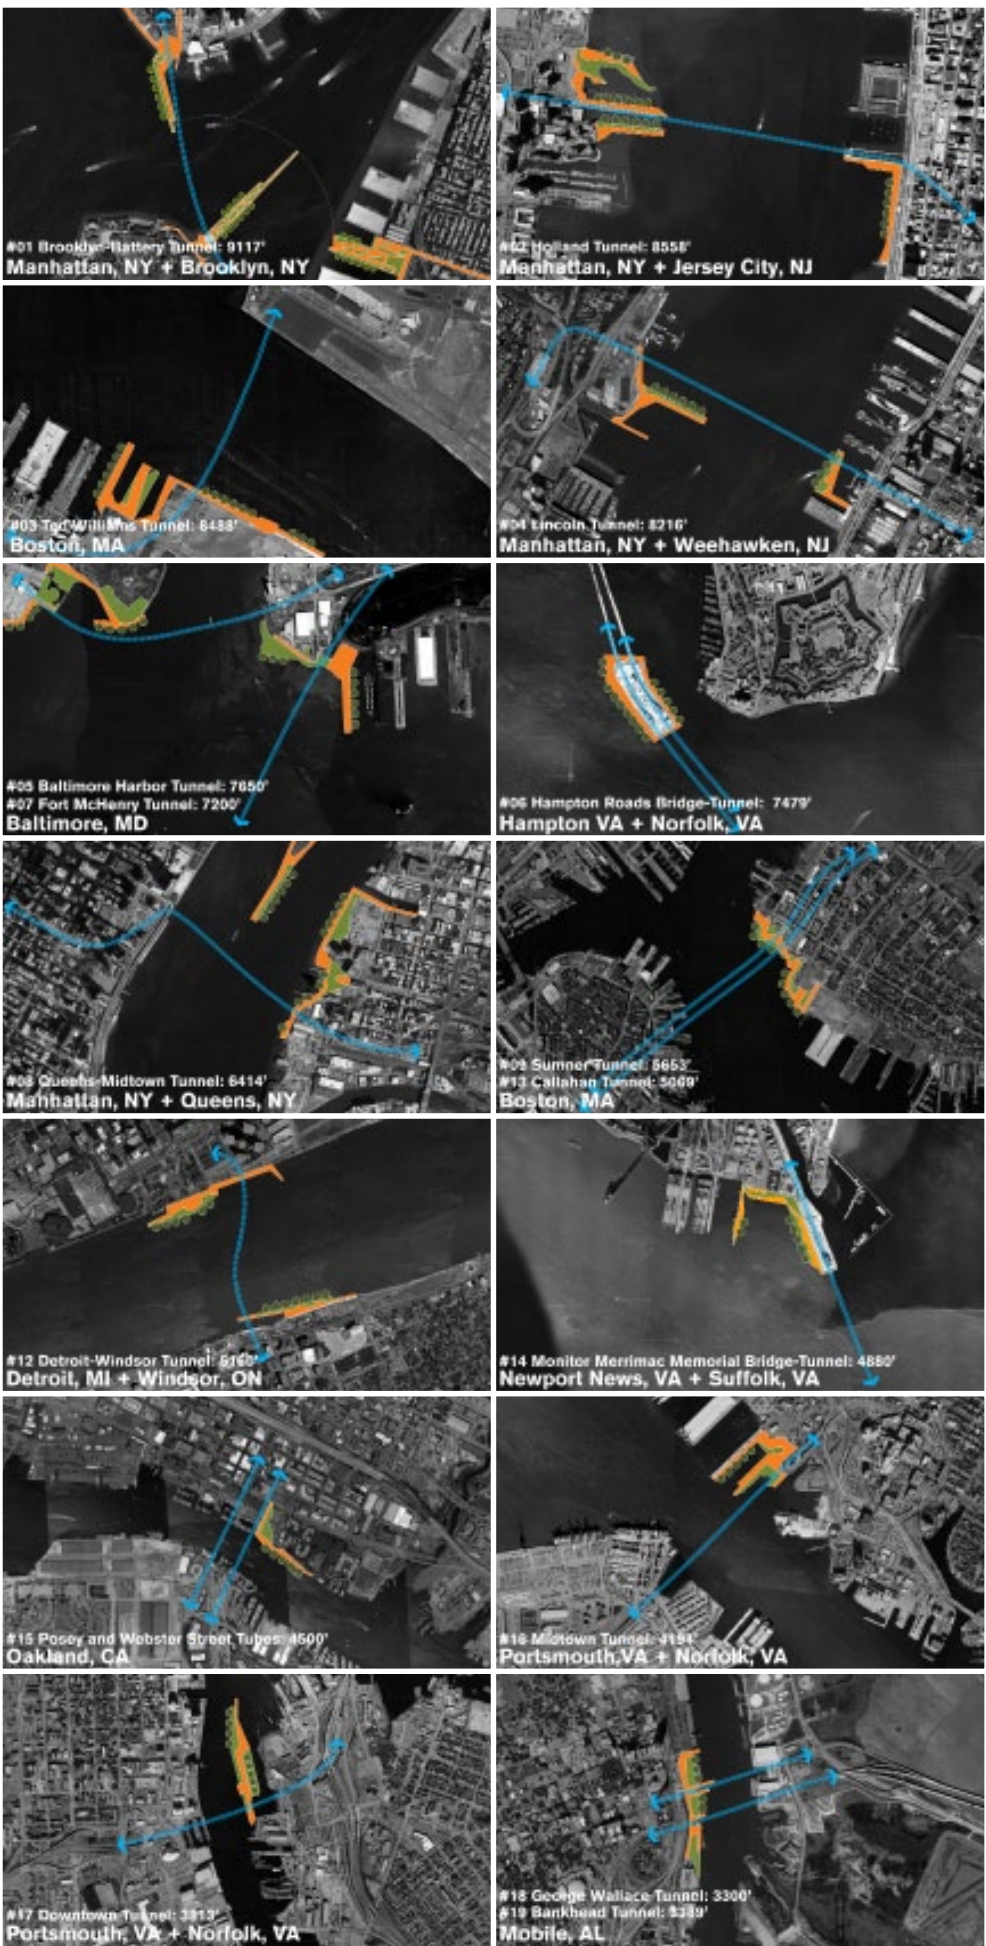 #01 Brooklyn-Battery Tunnel: 9117'
Manhattan, NY + Brooklyn, NY
#02 Holland Tunnel: 8558'
Manhattan, NY + Jersey City, NJ
#03 Ted Williams Tunnel: 8488'
Boston, MA
#04 Lincoln Tunnel: 8216'
Manhattan, NY + Weehawken, NJ
#05 Baltimore Harbor Tunnel: 7650'
#07 Fort McHenry Tunnel: 7200'
Baltimore, MD
#06 Hampton Roads Bridge-Tunnel: 7479'
Hampton VA + Norfolk, VA
#08 Queens-Midtown Tunnel: 6414'
Manhattan, NY + Queens, NY
#09 Sumner Tunnel: 5653'
#13 Callahan Tunnel: 5069'
Boston, MA
#12 Detroit-Windsor Tunnel: 5160'
Detroit, MI + Windsor, ON
#14 Monitor Merrimac Memorial Bridge-Tunnel: 4880'
Newport News, VA + Suffolk, VA
#15 Posey and Webster Street Tubes: 4500'
Oakland, CA
#16 Midtown Tunnel: 4194'
Portsmouth,VA + Norfolk, VA
#17 Downtown Tunnel: 3813'
Portsmouth, VA + Norfolk, VA
#18 George Wallace Tunnel: 3300'
#19 Bankhead Tunnel: 3389'
Mobile, AL